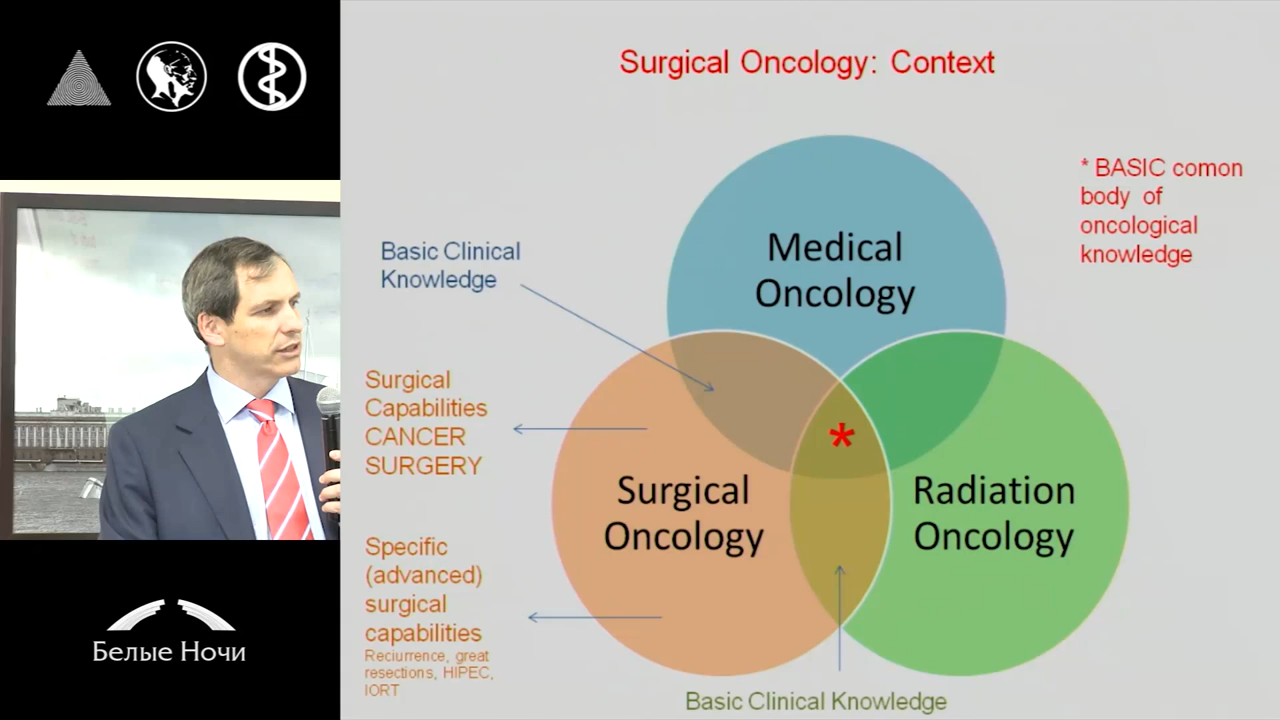 Surgical Oncology: Context
* BASIC comon
body of
oncological
knowledge
Basic Clinical
Knowledge
Medical
Oncology
Surgical
Capabilities
CANCER
SURGERY
*
Surgical
Oncology
Radiation
Oncology
Specific
(advanced)
surgical
capabilities
Reciurrence, great
resections, HIPEC,
IORT
Basic Clinical Knowledge
Белые Ночи